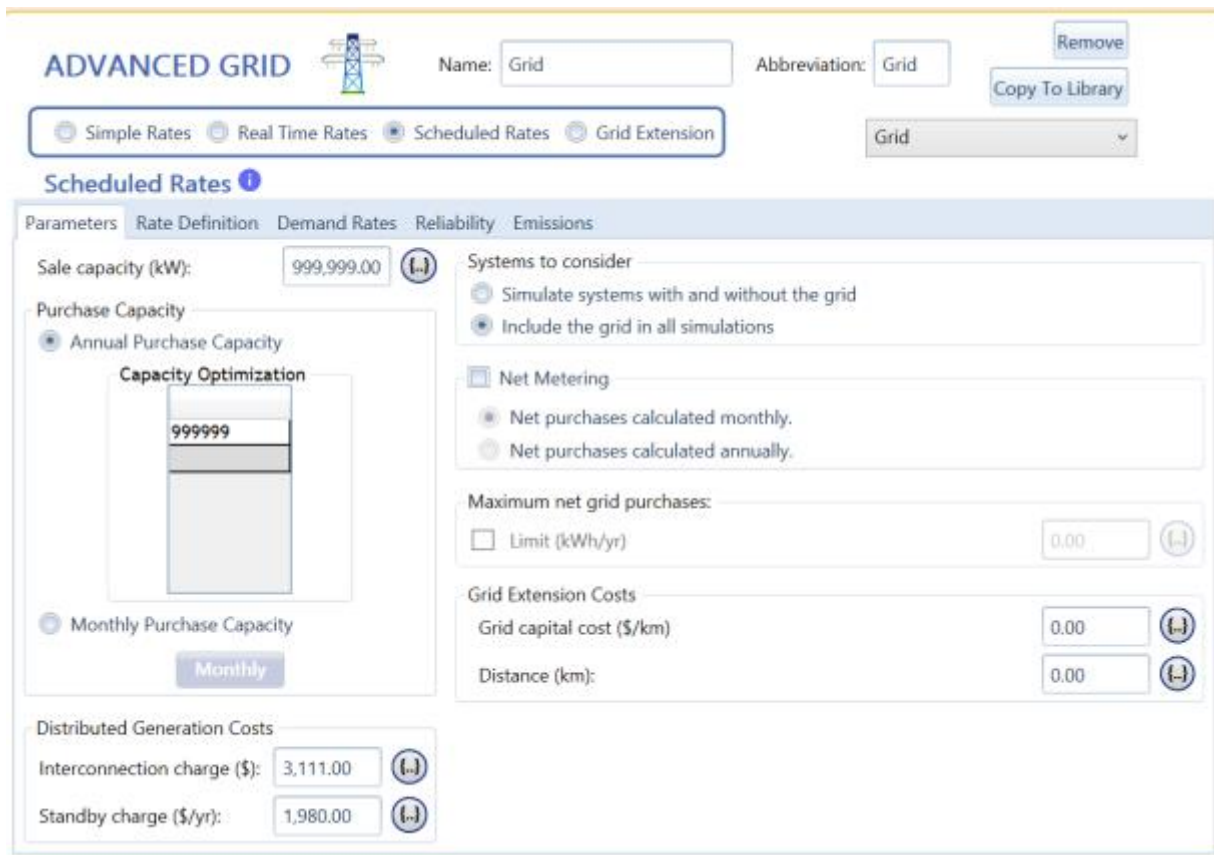 ADVANCED GRID
Name: Grid
Abbreviation: Grid
Remove
Copy To Library
Simple Rates Real Time Rates Scheduled Rates Grid Extension
Grid
Scheduled Rates i
Parameters Rate Definition Demand Rates Reliability Emissions
Sale capacity (kW): 999,999.00 {..}
Purchase Capacity
Annual Purchase Capacity
Capacity Optimization
999999
Monthly Purchase Capacity
Monthly
Distributed Generation Costs
Interconnection charge ($): 3,111.00 {..}
Standby charge ($/yr): 1,980.00 {..}
Systems to consider
Simulate systems with and without the grid
Include the grid in all simulations
Net Metering
Net purchases calculated monthly.
Net purchases calculated annually.
Maximum net grid purchases:
Limit (kWh/yr) 0.00 {..}
Grid Extension Costs
Grid capital cost ($/km) 0.00 {..}
Distance (km): 0.00 {..}